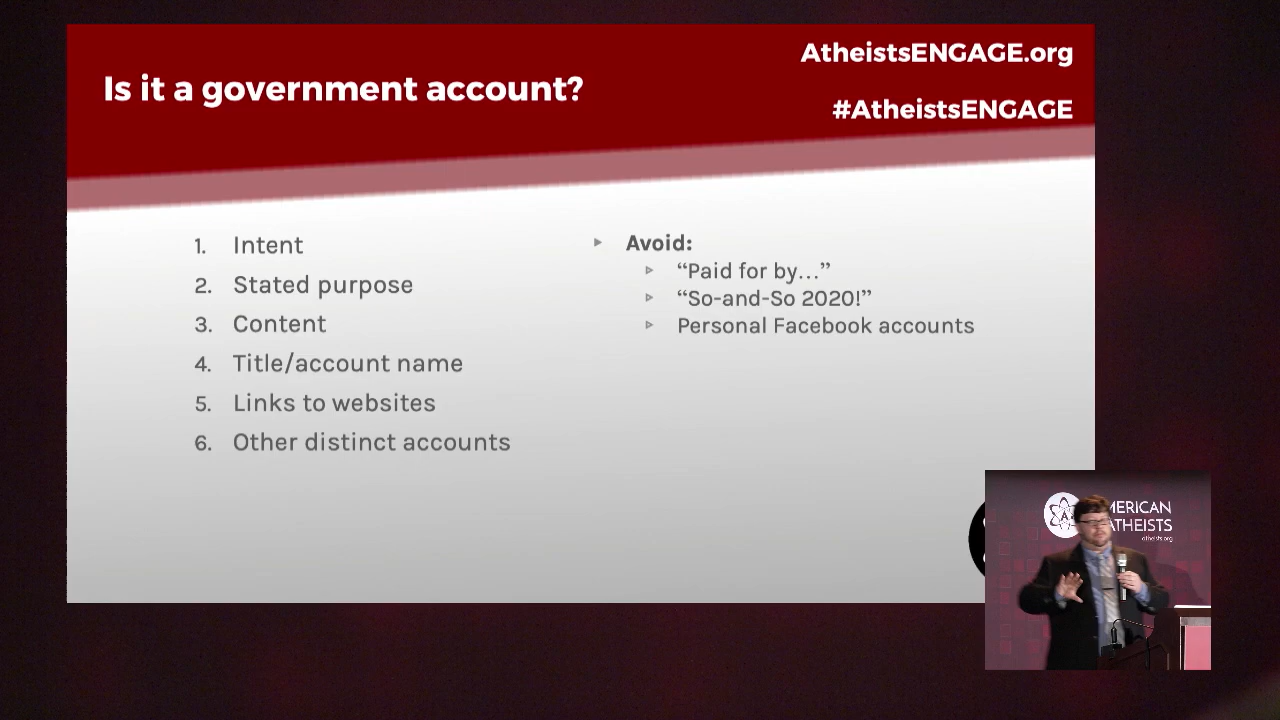 Is it a government account?
AtheistsENGAGE.org
#AtheistsENGAGE
1. Intent
2. Stated purpose
3. Content
4. Title/account name
5. Links to websites
6. Other distinct accounts
Avoid:
“Paid for by...”
“So-and-So 2020!”
Personal Facebook accounts
MERICAN
ATHEISTS
atheists.org